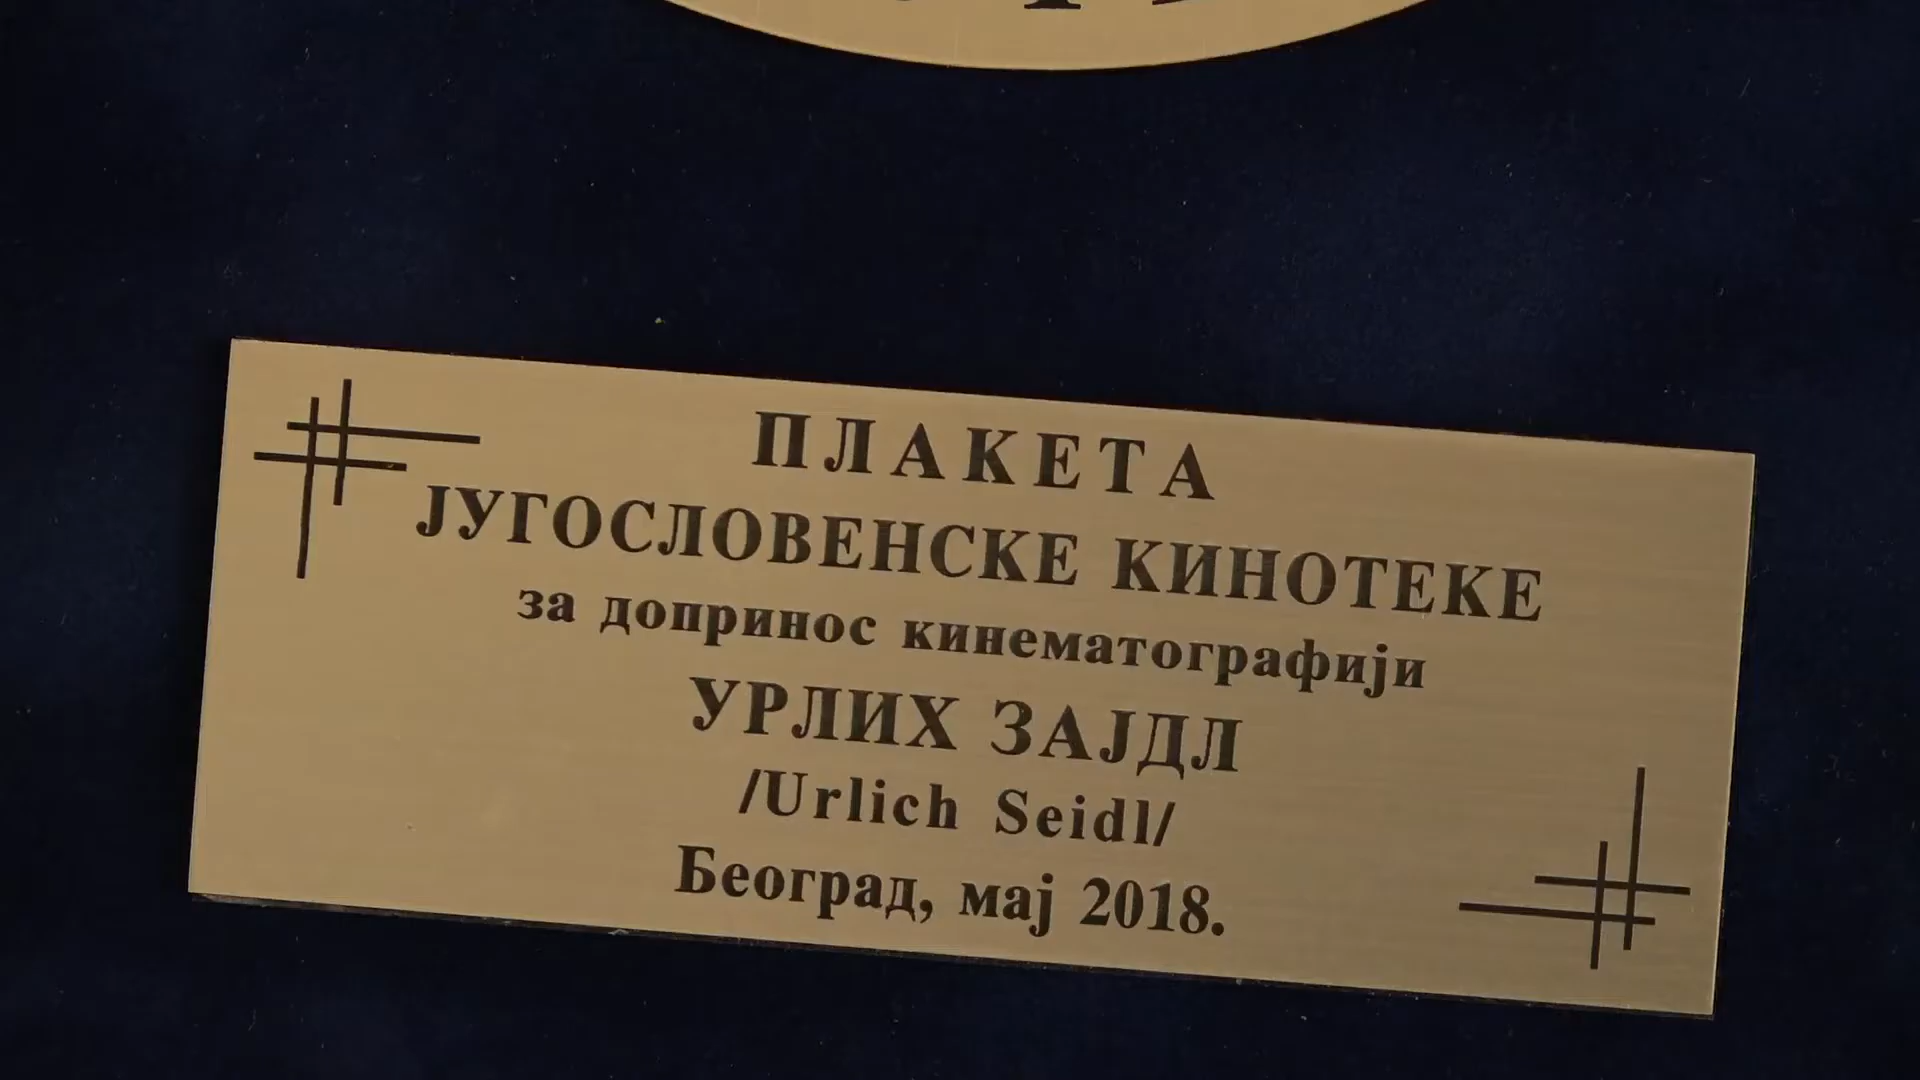 ПЛАКЕТА
ЈУГОСЛОВЕНСКЕ КИНОТЕКЕ
за допринос кинематографији
УРЛИХ ЗАЈДЛ
/Urlich Seidl/
Београд, мај 2018.